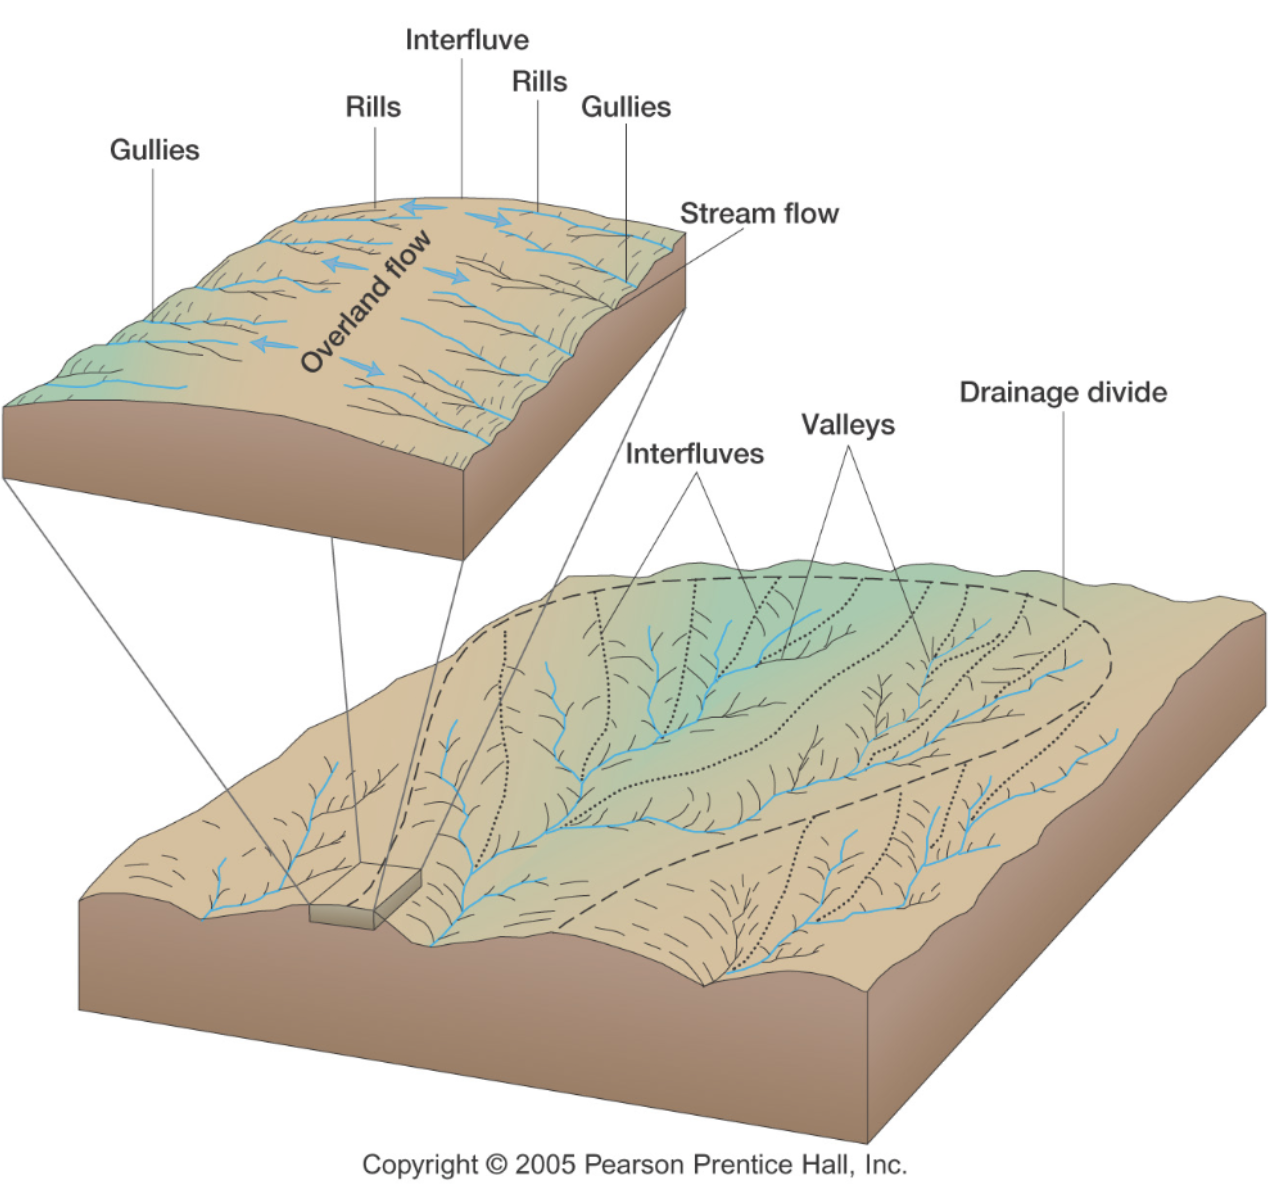 Interfluve
Rills
Rills
Gullies
Gullies
Stream flow
Overland flow
Drainage divide
Valleys
Interfluves
Copyright © 2005 Pearson Prentice Hall, Inc.